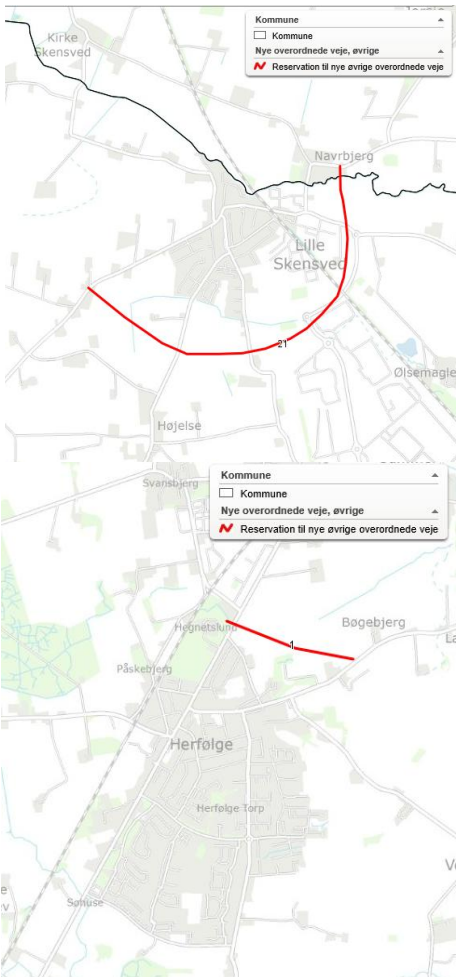 Kirke
Skensved
Kommune
Kommune
Nye overordnede veje, øvrige
Reservation til nye øvrige overordnede veje
Navrbjerg
Lille
Skensved
21
Ølsemagle
Højelse
Svansbjerg
Kommune
Kommune
Nye overordnede veje, øvrige
Reservation til nye øvrige overordnede veje
Hegnetslund
1
Bøgebjerg
La
Påskebjerg
Herfølge
Herfølge Torp
Sønuse